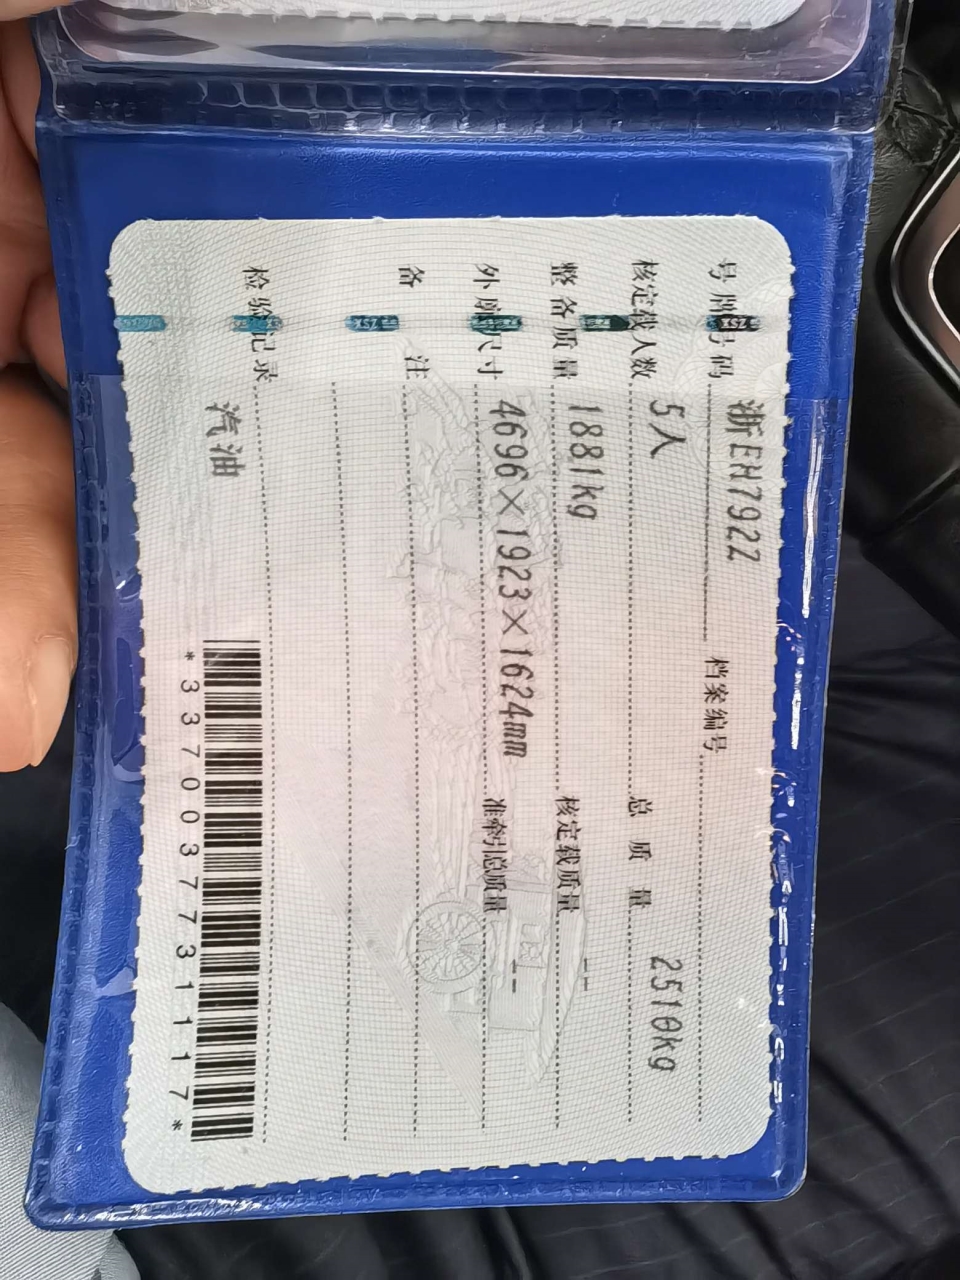 号牌号码 浙EH7922 档案编号
核定载人数 5人 总质量 2510kg
整备质量 1881kg 核定载质量 --
外廓尺寸 4696×1923×1624mm 准牵引总质量 --
备注
检验记录
汽油
*3370037731117*